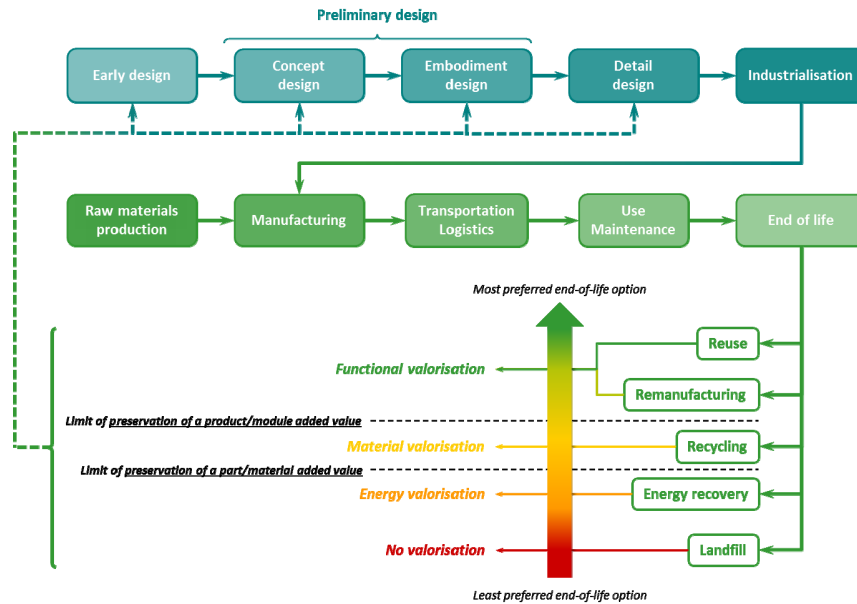 Preliminary design
Early design
Concept
design
Embodiment
design
Detail
design
Industrialisation
Raw materials
production
Manufacturing
Transportation
Logistics
Use
Maintenance
End of life
Most preferred end-of-life option
Reuse
Functional valorisation
Remanufacturing
Limit of preservation of a product/module added value
Material valorisation
Recycling
Limit of preservation of a part/material added value
Energy valorisation
Energy recovery
No valorisation
Landfill
Least preferred end-of-life option